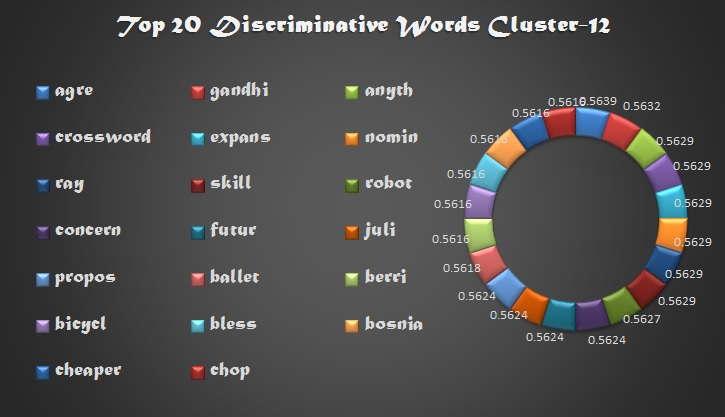 Top 20 Discriminative Words Cluster-12
agre gandhi anyth
crossword expans nomin
ray skill robot
concern futur juli
propos ballet berri
bicycl bless bosnia
cheaper chop
0.5639
0.5632
0.5629
0.5629
0.5629
0.5629
0.5629
0.5629
0.5627
0.5624
0.5624
0.5624
0.5624
0.5618
0.5616
0.5616
0.5616
0.5616
0.5616
0.5616